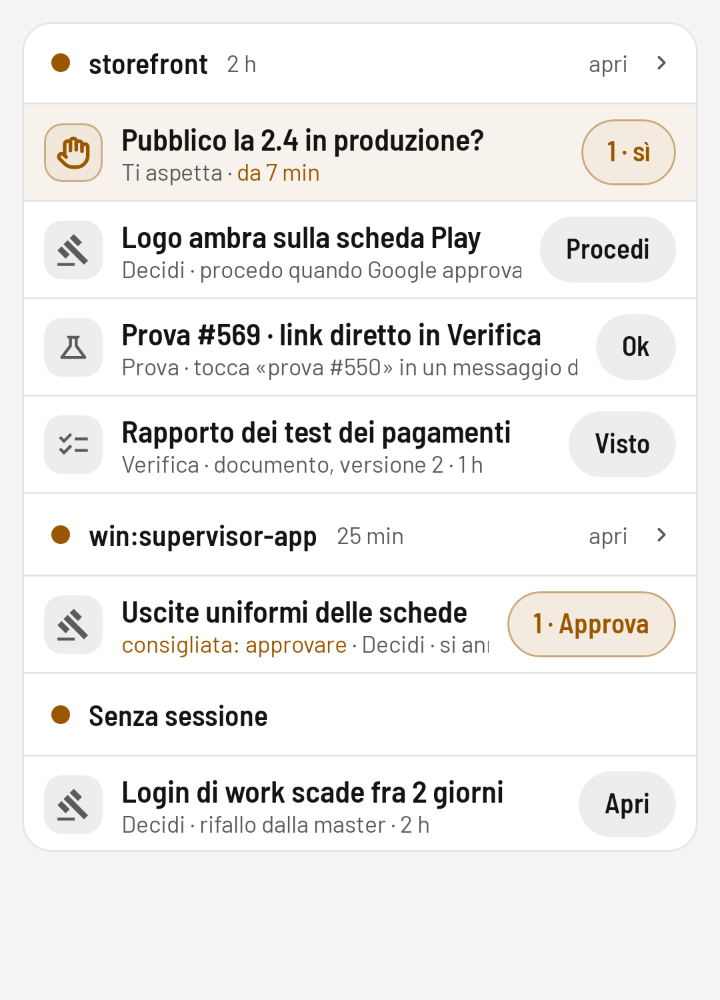 storefront 2 h apri
Pubblico la 2.4 in produzione?
Ti aspetta · da 7 min
1 · sì
Logo ambra sulla scheda Play
Decidi · procedo quando Google approva
Procedi
Prova #569 · link diretto in Verifica
Prova · tocca «prova #550» in un messaggio d
Ok
Rapporto dei test dei pagamenti
Verifica · documento, versione 2 · 1 h
Visto
win:supervisor-app 25 min apri
Uscite uniformi delle schede
consigliata: approvare · Decidi · si an
1 · Approva
Senza sessione
Login di work scade fra 2 giorni
Decidi · rifallo dalla master · 2 h
Apri